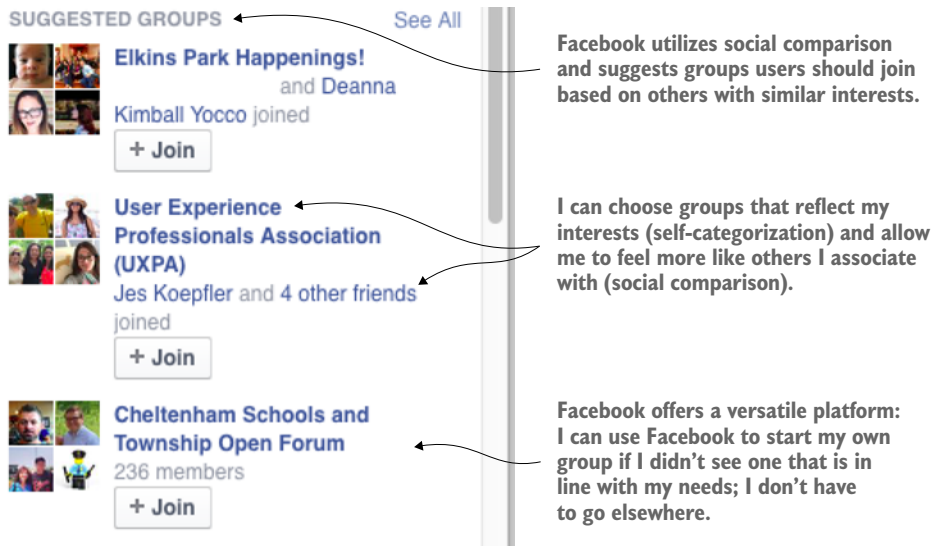 SUGGESTED GROUPS
See All
Elkins Park Happenings!
and Deanna
Kimball Yocco joined
+ Join
User Experience
Professionals Association
(UXPA)
Jes Koepfler and 4 other friends
joined
+ Join
Cheltenham Schools and
Township Open Forum
236 members
+ Join
Facebook utilizes social comparison
and suggests groups users should join
based on others with similar interests.
I can choose groups that reflect my
interests (self-categorization) and allow
me to feel more like others I associate
with (social comparison).
Facebook offers a versatile platform:
I can use Facebook to start my own
group if I didn’t see one that is in
line with my needs; I don’t have
to go elsewhere.